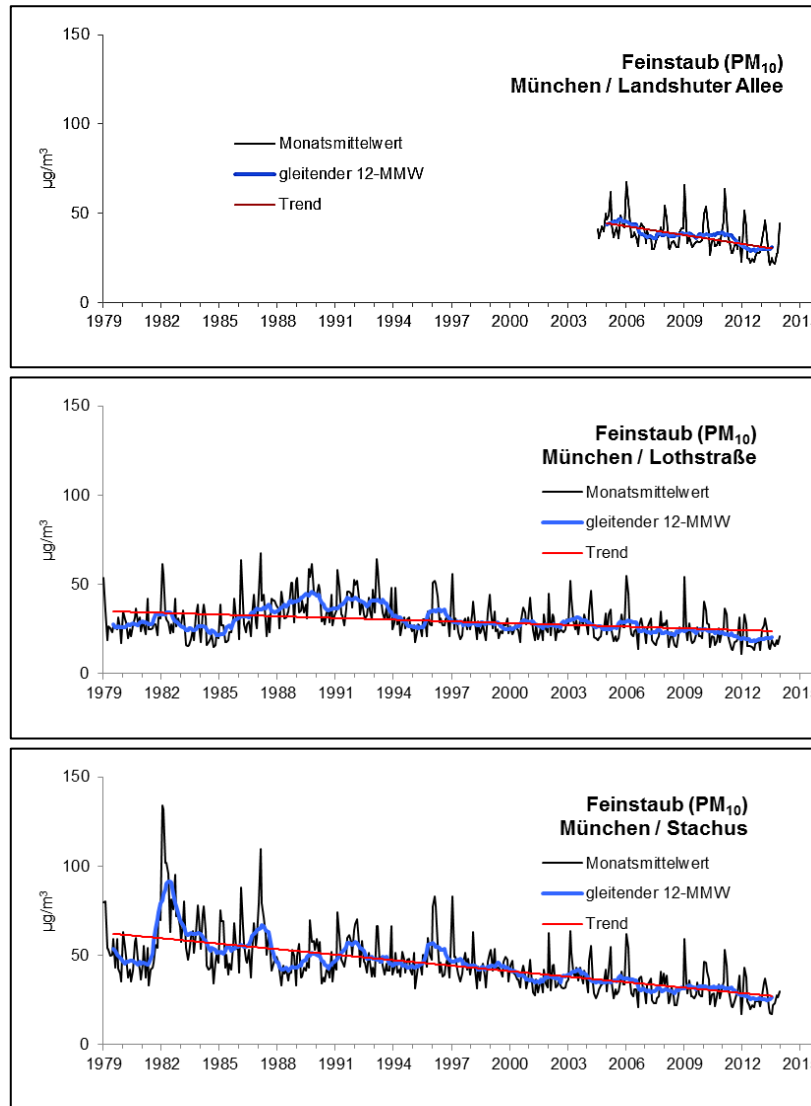 Feinstaub (PM₁₀)
München / Landshuter Allee
Monatsmittelwert
gleitender 12-MMW
Trend
µg/m³
150
100
50
0
1979 1982 1985 1988 1991 1994 1997 2000 2003 2006 2009 2012 201
Feinstaub (PM₁₀)
München / Lothstraße
Monatsmittelwert
gleitender 12-MMW
Trend
µg/m³
150
100
50
0
1979 1982 1985 1988 1991 1994 1997 2000 2003 2006 2009 2012 201
Feinstaub (PM₁₀)
München / Stachus
Monatsmittelwert
gleitender 12-MMW
Trend
µg/m³
150
100
50
0
1979 1982 1985 1988 1991 1994 1997 2000 2003 2006 2009 2012 201